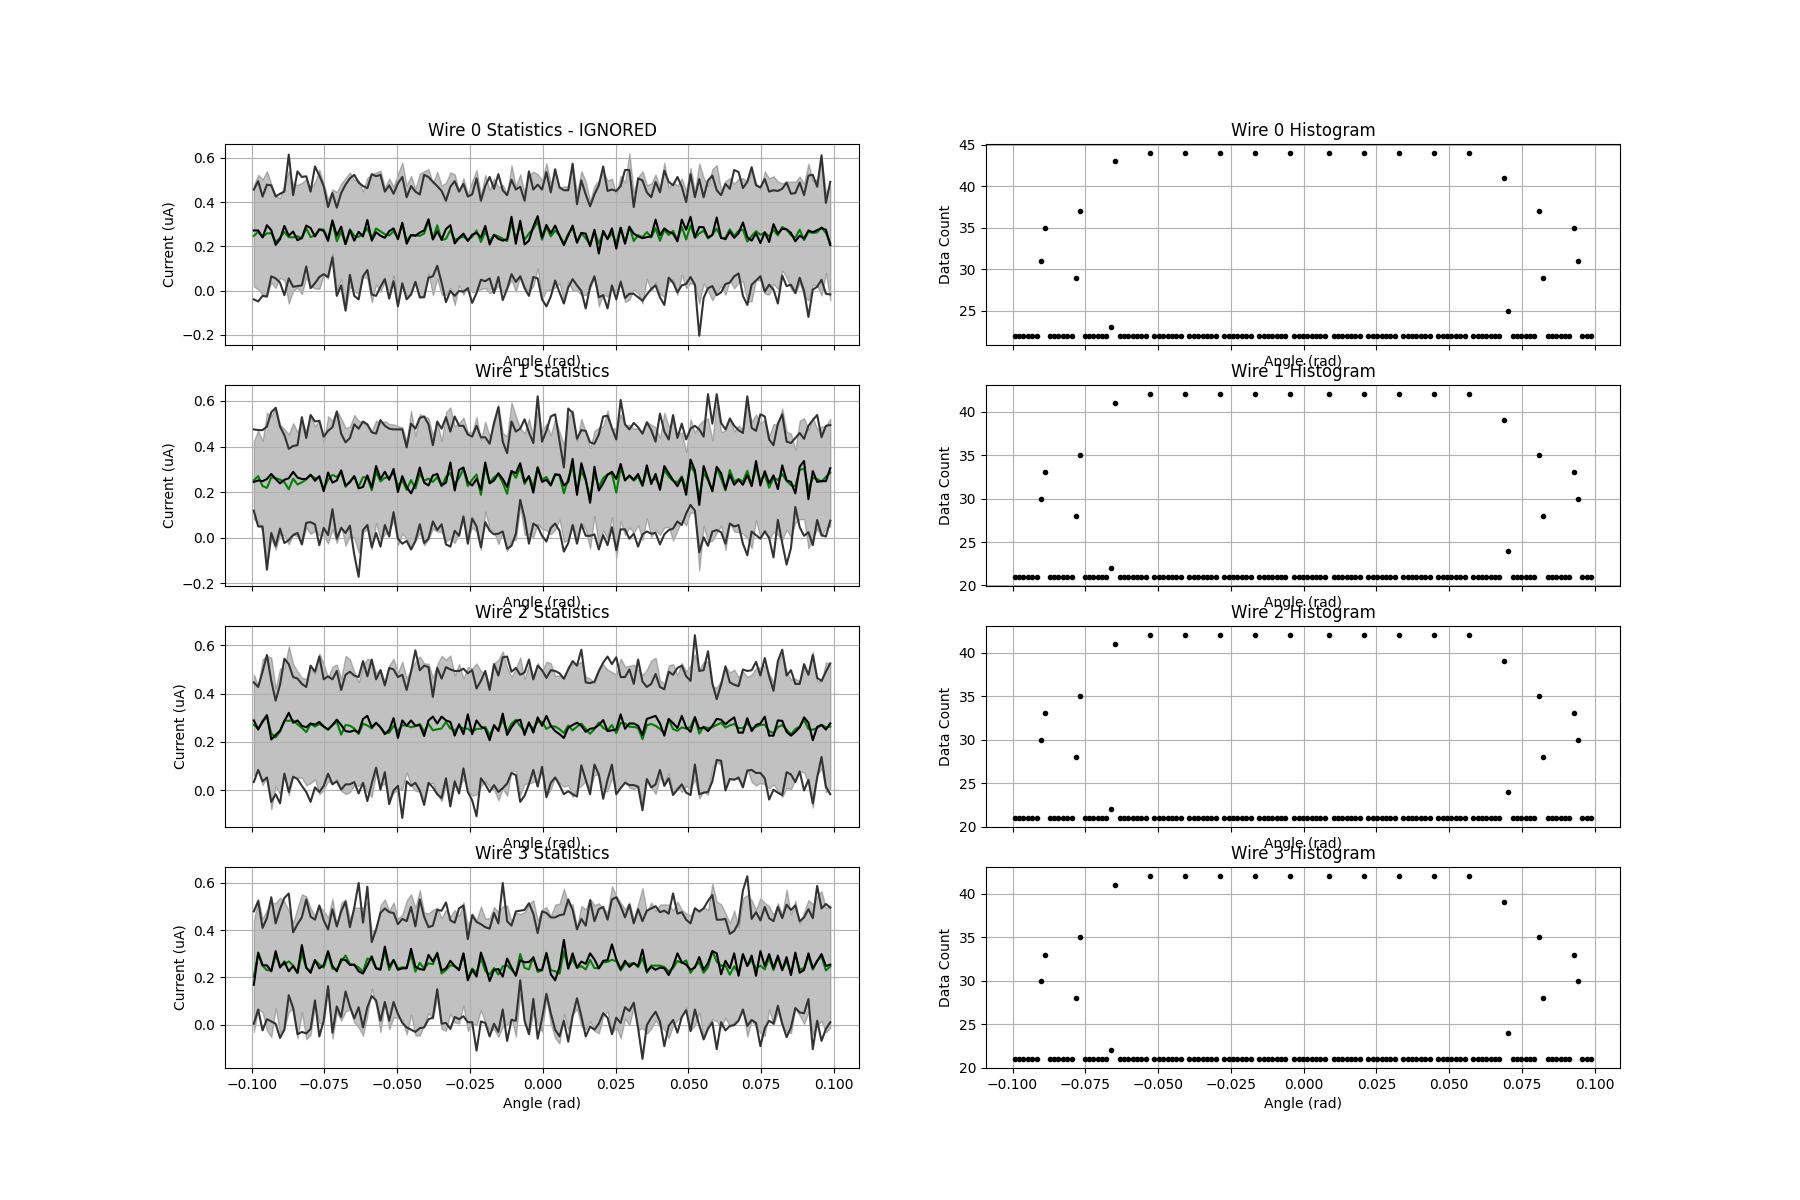 Wire 0 Statistics - IGNORED
Current (uA)
0.6
0.4
0.2
0.0
−0.2
Angle (rad)
Wire 0 Histogram
Data Count
45
40
35
30
25
Angle (rad)
Wire 1 Statistics
Current (uA)
0.6
0.4
0.2
0.0
−0.2
Angle (rad)
Wire 1 Histogram
Data Count
40
35
30
25
20
Angle (rad)
Wire 2 Statistics
Current (uA)
0.6
0.4
0.2
0.0
Angle (rad)
Wire 2 Histogram
Data Count
40
35
30
25
20
Angle (rad)
Wire 3 Statistics
Current (uA)
0.6
0.4
0.2
0.0
−0.100 −0.075 −0.050 −0.025 0.000 0.025 0.050 0.075 0.100
Angle (rad)
Wire 3 Histogram
Data Count
40
35
30
25
20
−0.100 −0.075 −0.050 −0.025 0.000 0.025 0.050 0.075 0.100
Angle (rad)